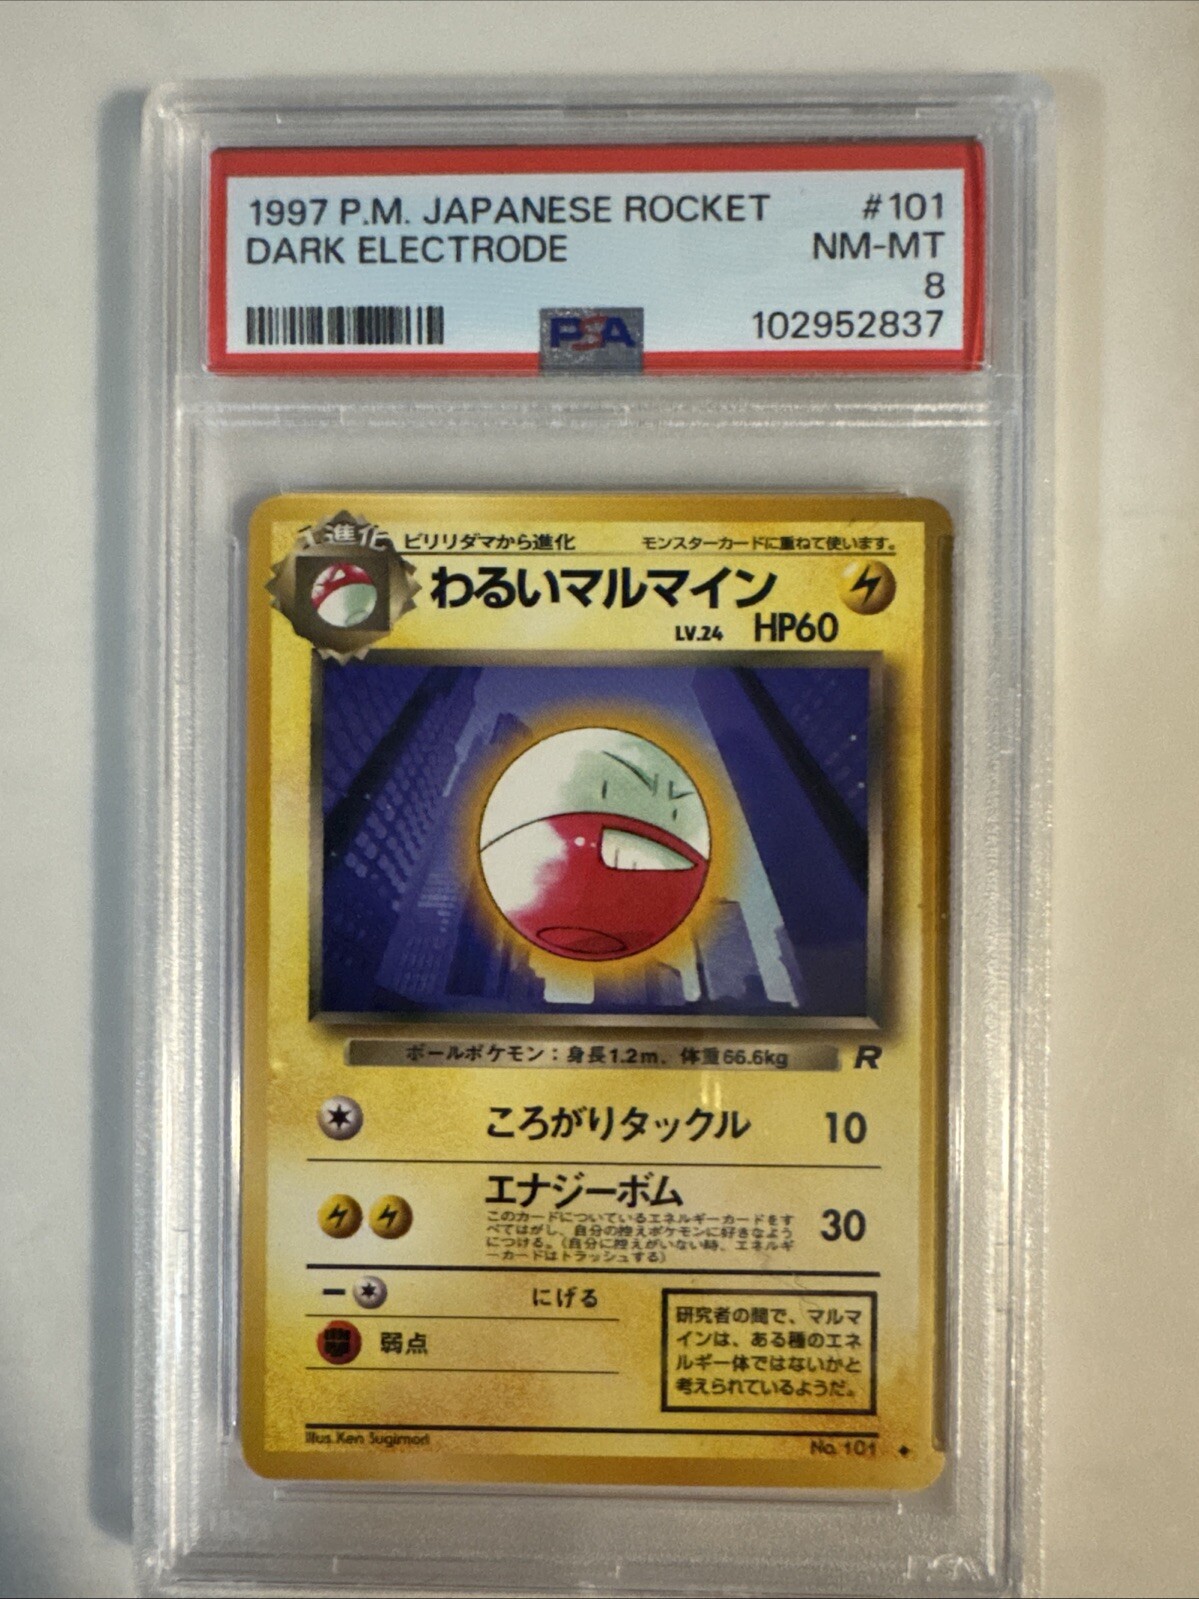 1997 P.M. JAPANESE ROCKET #101
DARK ELECTRODE NM-MT
8
PSA 102952837
1進化 ビリリダマから進化 モンスターカードに重ねて使います。
わるいマルマイン
LV.24 HP60
ボールポケモン：身長1.2m、体重66.6kg R
ころがりタックル 10
エナジーボム
このカードについているエネルギーカードをす
べてはがし、自分の控えポケモンに好きなよう
につける。（自分に控えがいない時、エネルギ
ーカードはトラッシュする）
30
にげる
弱点
研究者の間で、マルマ
インは、ある種のエネ
ルギー体ではないかと
考えられているようだ。
Illus. Ken Sugimori No. 101